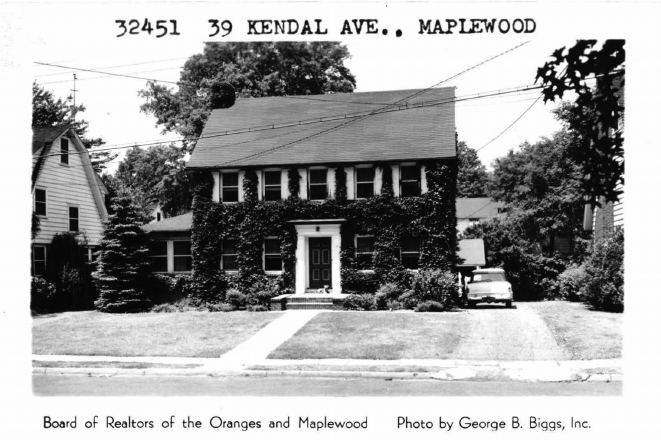 32451 39 KENDAL AVE., MAPLEWOOD
Board of Realtors of the Oranges and Maplewood Photo by George B. Biggs, Inc.